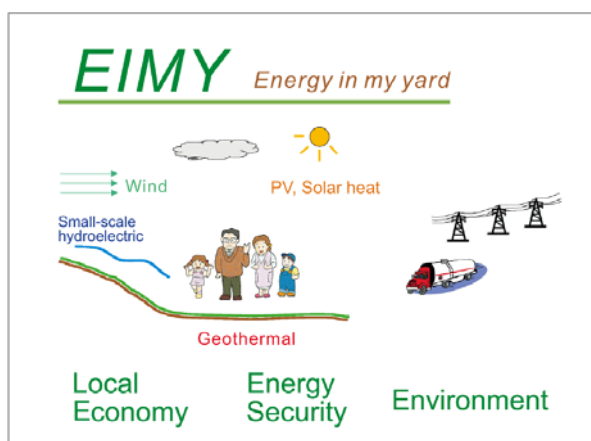 EIMY Energy in my yard
Wind
PV, Solar heat
Small-scale
hydroelectric
Geothermal
Local
Economy
Energy
Security
Environment